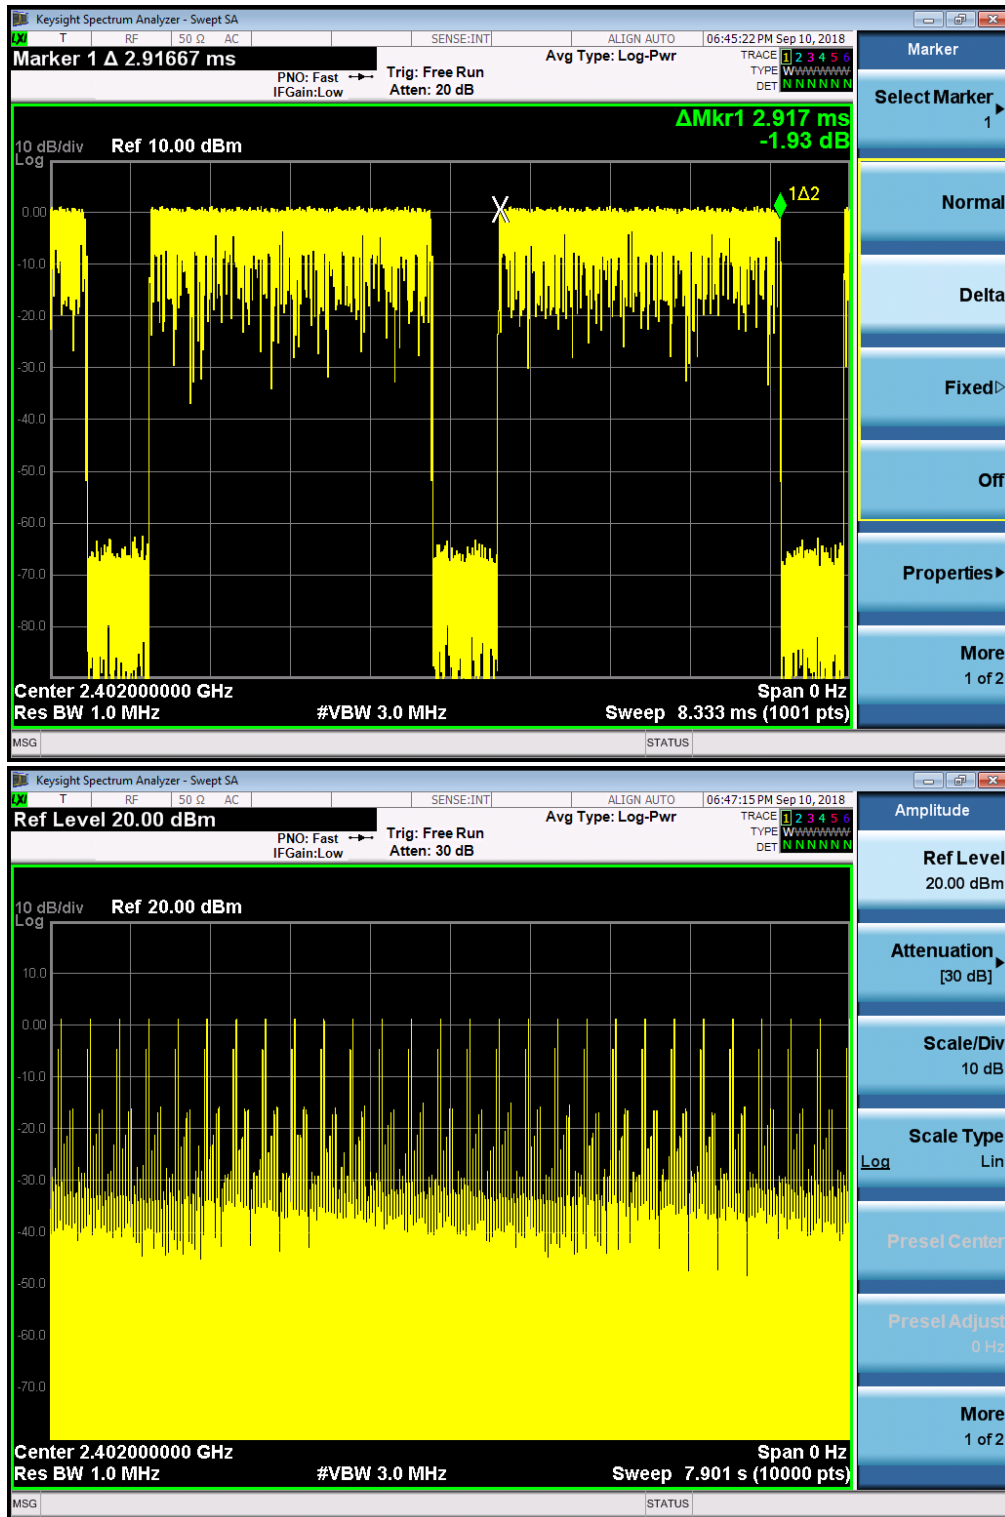 Keysight Spectrum Analyzer - Swept SA
LXI T RF 50 Ω AC SENSE:INT ALIGN AUTO 06:45:22 PM Sep 10, 2018
Marker 1 Δ 2.91667 ms
PNO: Fast
IFGain:Low
Trig: Free Run
Atten: 20 dB
Avg Type: Log-Pwr
TRACE 1 2 3 4 5 6
TYPE WWWWWW
DET N N N N N N
ΔMkr1 2.917 ms
-1.93 dB
10 dB/div Ref 10.00 dBm
Log
1Δ2
0.00
-10.0
-20.0
-30.0
-40.0
-50.0
-60.0
-70.0
-80.0
Center 2.402000000 GHz Span 0 Hz
Res BW 1.0 MHz #VBW 3.0 MHz Sweep 8.333 ms (1001 pts)
MSG STATUS
Marker
Select Marker
1
Normal
Delta
Fixed
Off
Properties
More
1 of 2
Keysight Spectrum Analyzer - Swept SA
LXI T RF 50 Ω AC SENSE:INT ALIGN AUTO 06:47:15 PM Sep 10, 2018
Ref Level 20.00 dBm
PNO: Fast
IFGain:Low
Trig: Free Run
Atten: 30 dB
Avg Type: Log-Pwr
TRACE 1 2 3 4 5 6
TYPE WWWWWW
DET N N N N N N
10 dB/div Ref 20.00 dBm
Log
10.0
0.00
-10.0
-20.0
-30.0
-40.0
-50.0
-60.0
-70.0
Center 2.402000000 GHz Span 0 Hz
Res BW 1.0 MHz #VBW 3.0 MHz Sweep 7.901 s (10000 pts)
MSG STATUS
Amplitude
Ref Level
20.00 dBm
Attenuation
[30 dB]
Scale/Div
10 dB
Scale Type
Log Lin
Presel Center
Presel Adjust
0 Hz
More
1 of 2